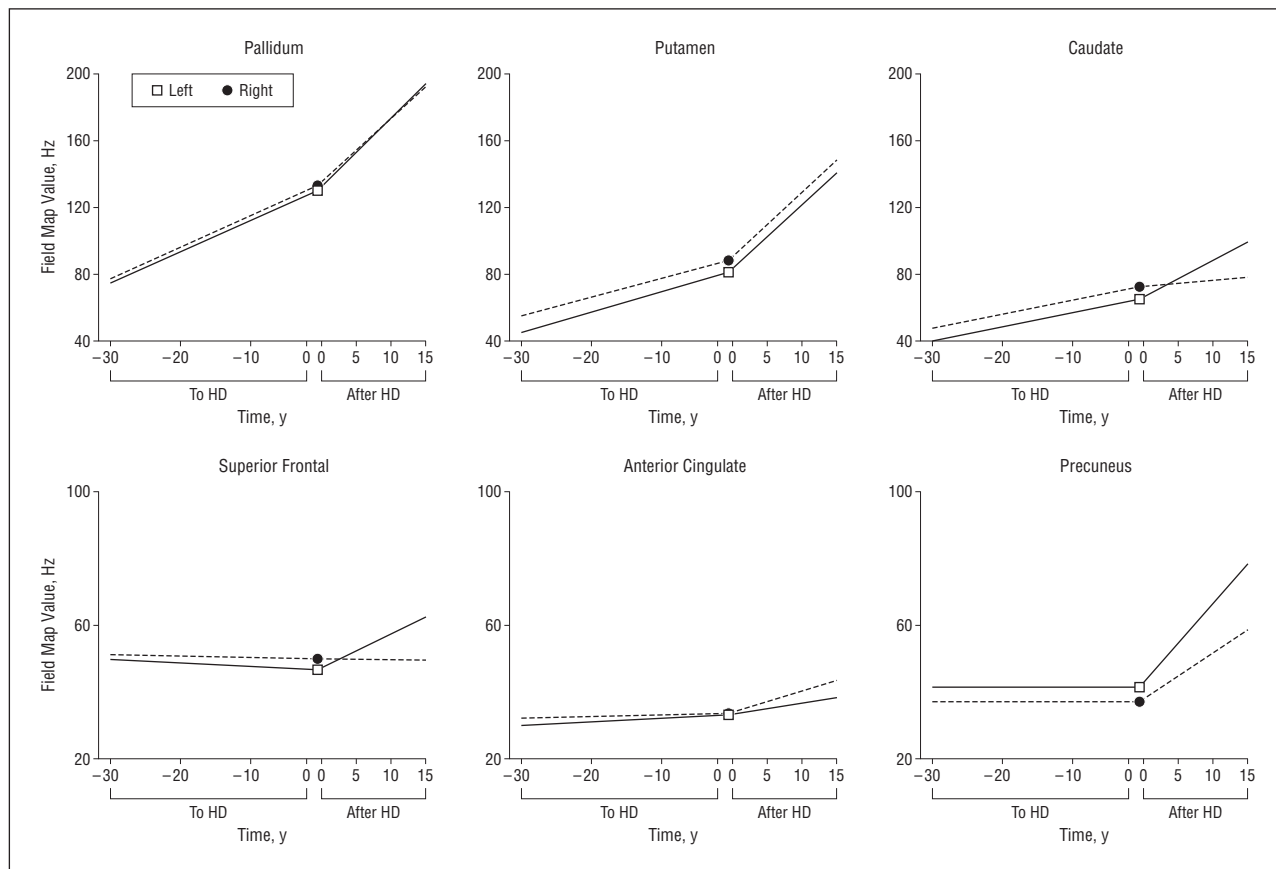 Pallidum
200
160
120
80
40
Field Map Value, Hz
Left Right
−30 −20 −10 0 0 5 10 15
To HD After HD
Time, y
Putamen
200
160
120
80
40
−30 −20 −10 0 0 5 10 15
To HD After HD
Time, y
Caudate
200
160
120
80
40
−30 −20 −10 0 0 5 10 15
To HD After HD
Time, y
Superior Frontal
100
60
20
Field Map Value, Hz
−30 −20 −10 0 0 5 10 15
To HD After HD
Time, y
Anterior Cingulate
100
60
20
−30 −20 −10 0 0 5 10 15
To HD After HD
Time, y
Precuneus
100
60
20
−30 −20 −10 0 0 5 10 15
To HD After HD
Time, y